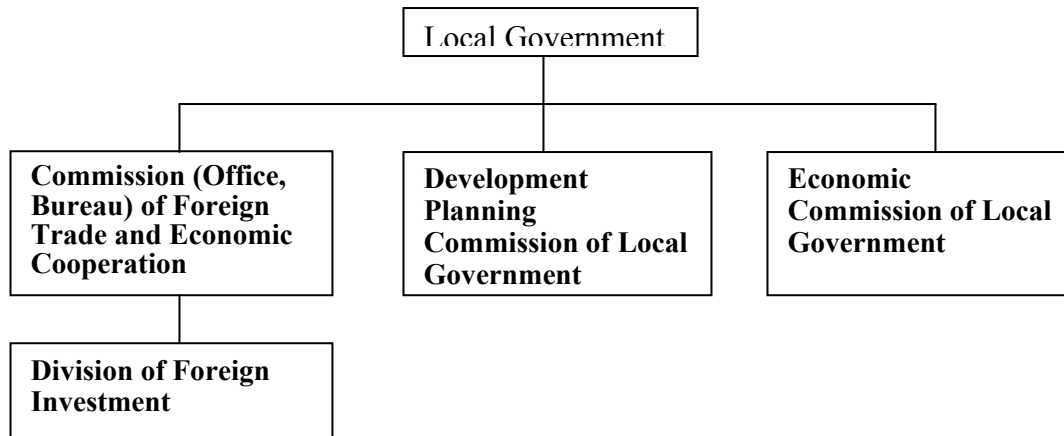 Local Government
Commission (Office,
Bureau) of Foreign
Trade and Economic
Cooperation
Development
Planning
Commission of Local
Government
Economic
Commission of Local
Government
Division of Foreign
Investment